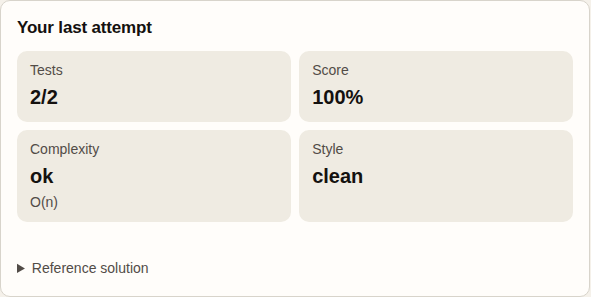 Your last attempt
Tests
2/2
Score
100%
Complexity
ok
O(n)
Style
clean
Reference solution